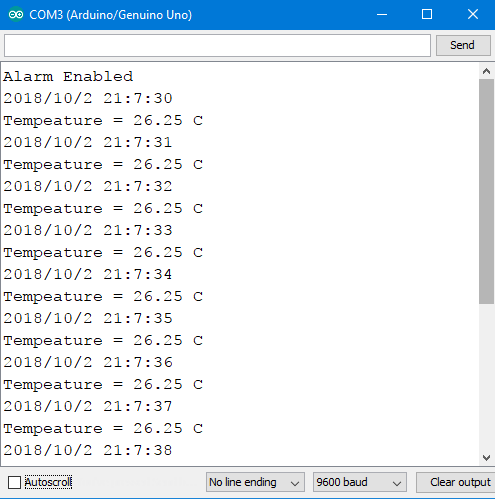 COM3 (Arduino/Genuino Uno)
Send
Alarm Enabled
2018/10/2 21:7:30
Tempeature = 26.25 C
2018/10/2 21:7:31
Tempeature = 26.25 C
2018/10/2 21:7:32
Tempeature = 26.25 C
2018/10/2 21:7:33
Tempeature = 26.25 C
2018/10/2 21:7:34
Tempeature = 26.25 C
2018/10/2 21:7:35
Tempeature = 26.25 C
2018/10/2 21:7:36
Tempeature = 26.25 C
2018/10/2 21:7:37
Tempeature = 26.25 C
2018/10/2 21:7:38
Autoscroll No line ending 9600 baud Clear output